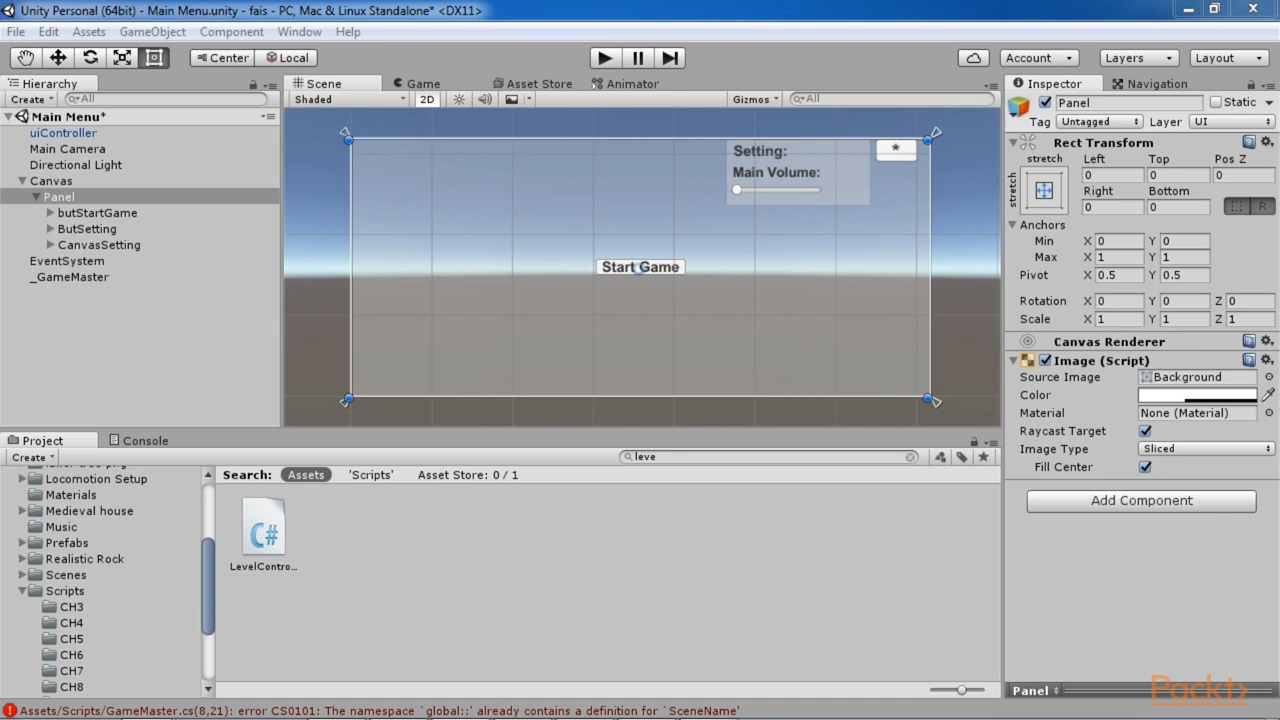 Unity Personal (64bit) - Main Menu.unity - fais - PC, Mac & Linux Standalone* <DX11>
File Edit Assets GameObject Component Window Help
Center Local Account Layers Layout
Hierarchy Scene Game Asset Store Animator Inspector Navigation
Create All Shaded 2D Gizmos All Panel Static
Main Menu* Tag Untagged Layer UI
uiController
Main Camera
Directional Light
Canvas
Panel
butStartGame
ButSetting
CanvasSetting
EventSystem
_GameMaster
Setting: *
Main Volume:
Start Game
Rect Transform
stretch Left Top Pos Z
stretch 0 0 0
Right Bottom
0 0 R
Anchors
Min X 0 Y 0
Max X 1 Y 1
Pivot X 0.5 Y 0.5
Rotation X 0 Y 0 Z 0
Scale X 1 Y 1 Z 1
Canvas Renderer
Image (Script)
Source Image Background
Color
Material None (Material)
Raycast Target
Image Type Sliced
Fill Center
Add Component
Project Console
Create leve
Search: Assets 'Scripts' Asset Store: 0 / 1
Locomotion Setup
Materials
Medieval house
Music
Prefabs
Realistic Rock
Scenes
Scripts
CH3
CH4
CH5
CH6
CH7
CH8
C#
LevelContro...
Panel
Packt>
Assets/Scripts/GameMaster.cs(8,21): error CS0101: The namespace `global::' already contains a definition for `SceneName'